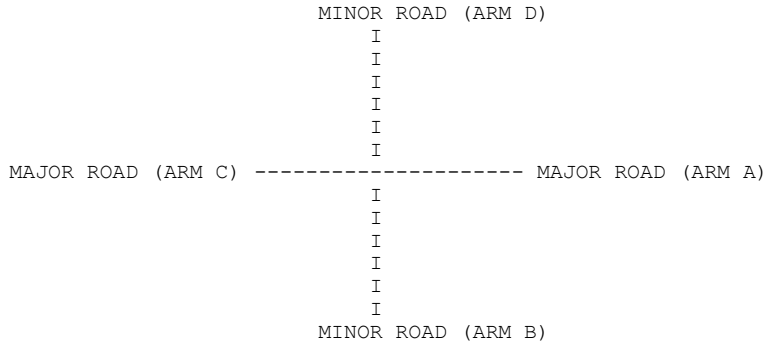 MINOR ROAD (ARM D)
I
I
I
I
I
I
MAJOR ROAD (ARM C) --------------------- MAJOR ROAD (ARM A)
I
I
I
I
I
I
MINOR ROAD (ARM B)